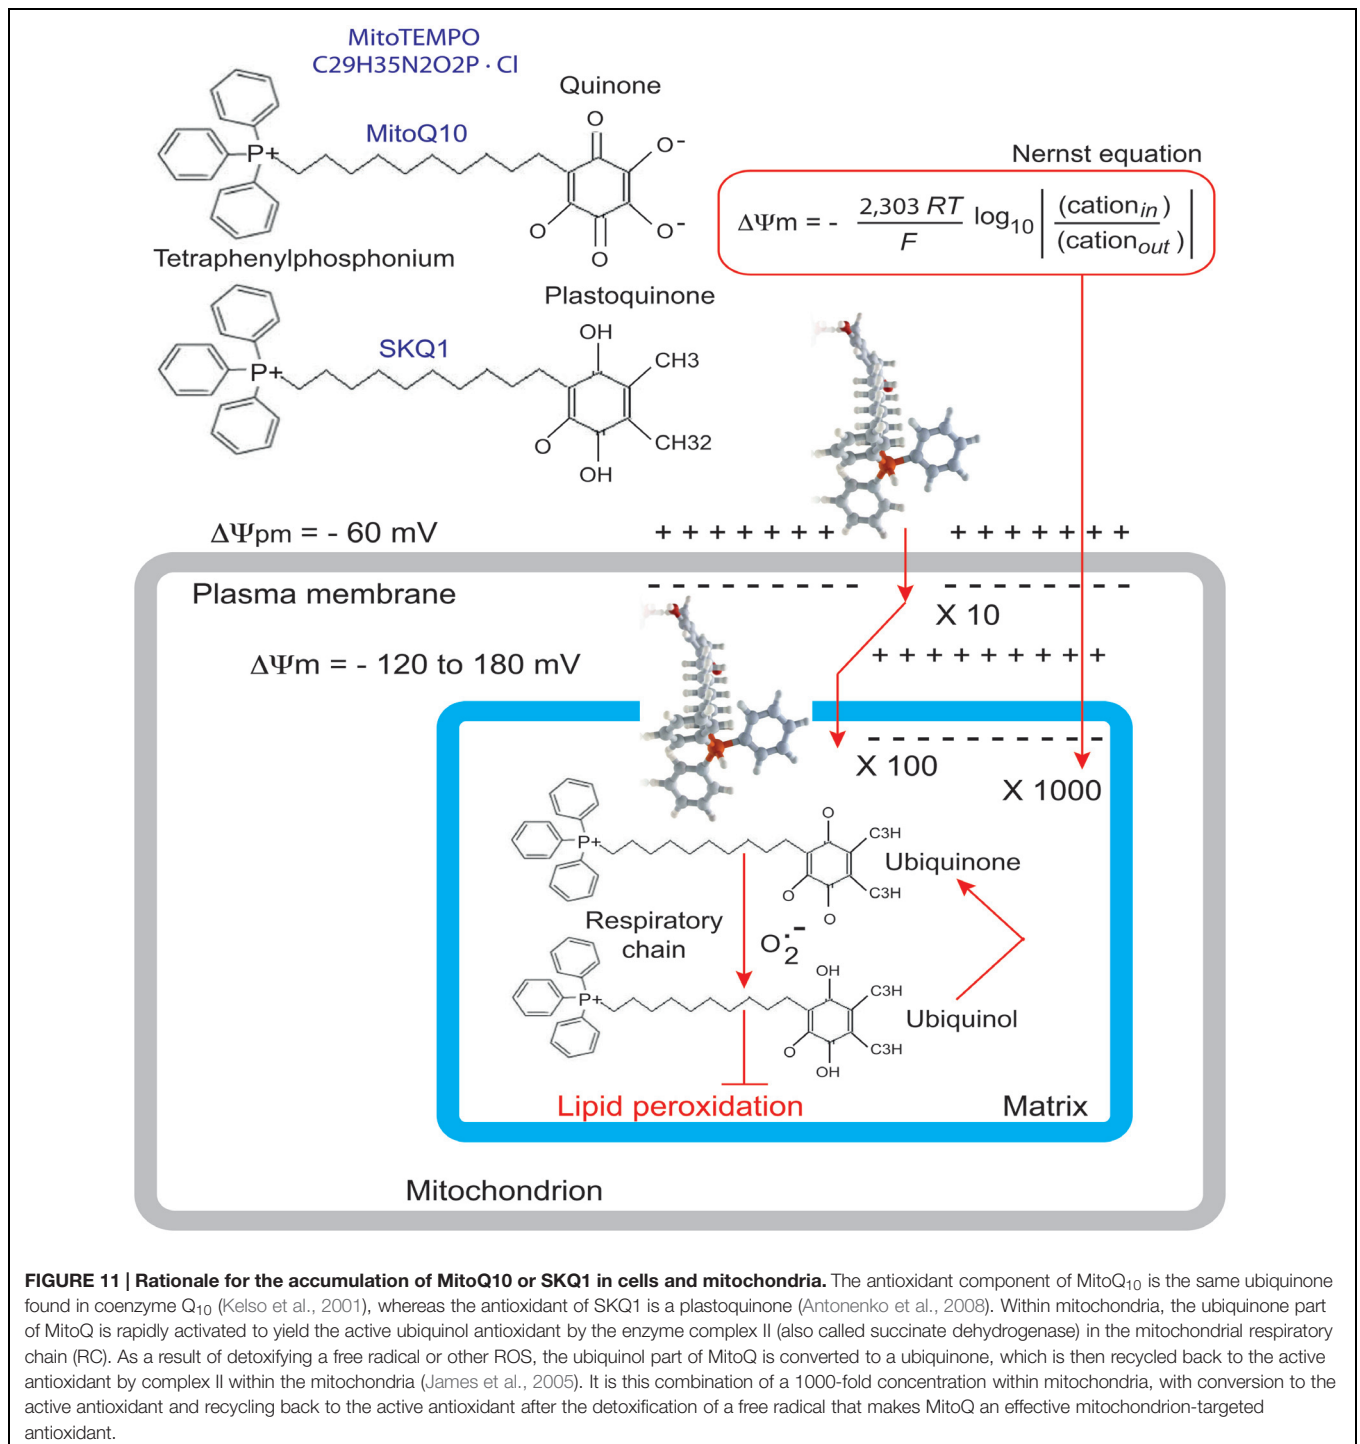 MitoTEMPO
C29H35N2O2P · Cl
Quinone
O
MitoQ10
P+
O-
O
O-
O
Tetraphenylphosphonium
Nernst equation
ΔΨm = - 2,303 RT / F log10 | (cationin) / (cationout) |
Plastoquinone
OH
SKQ1
CH3
P+
O
CH32
OH
ΔΨpm = - 60 mV
+ + + + + + +
+ + + + + + +
Plasma membrane
- - - - - - - - -
- - - - - - - -
X 10
ΔΨm = - 120 to 180 mV
+ + + + + + + + +
- - - - - - - - - -
X 100
X 1000
O
C3H
P+
Ubiquinone
O
C3H
O
Respiratory
chain
O2·-
OH
C3H
P+
Ubiquinol
O
C3H
OH
Lipid peroxidation
Matrix
Mitochondrion
FIGURE 11 | Rationale for the accumulation of MitoQ10 or SKQ1 in cells and mitochondria. The antioxidant component of MitoQ10 is the same ubiquinone
found in coenzyme Q10 (Kelso et al., 2001), whereas the antioxidant of SKQ1 is a plastoquinone (Antonenko et al., 2008). Within mitochondria, the ubiquinone part
of MitoQ is rapidly activated to yield the active ubiquinol antioxidant by the enzyme complex II (also called succinate dehydrogenase) in the mitochondrial respiratory
chain (RC). As a result of detoxifying a free radical or other ROS, the ubiquinol part of MitoQ is converted to a ubiquinone, which is then recycled back to the active
antioxidant by complex II within the mitochondria (James et al., 2005). It is this combination of a 1000-fold concentration within mitochondria, with conversion to the
active antioxidant and recycling back to the active antioxidant after the detoxification of a free radical that makes MitoQ an effective mitochondrion-targeted
antioxidant.